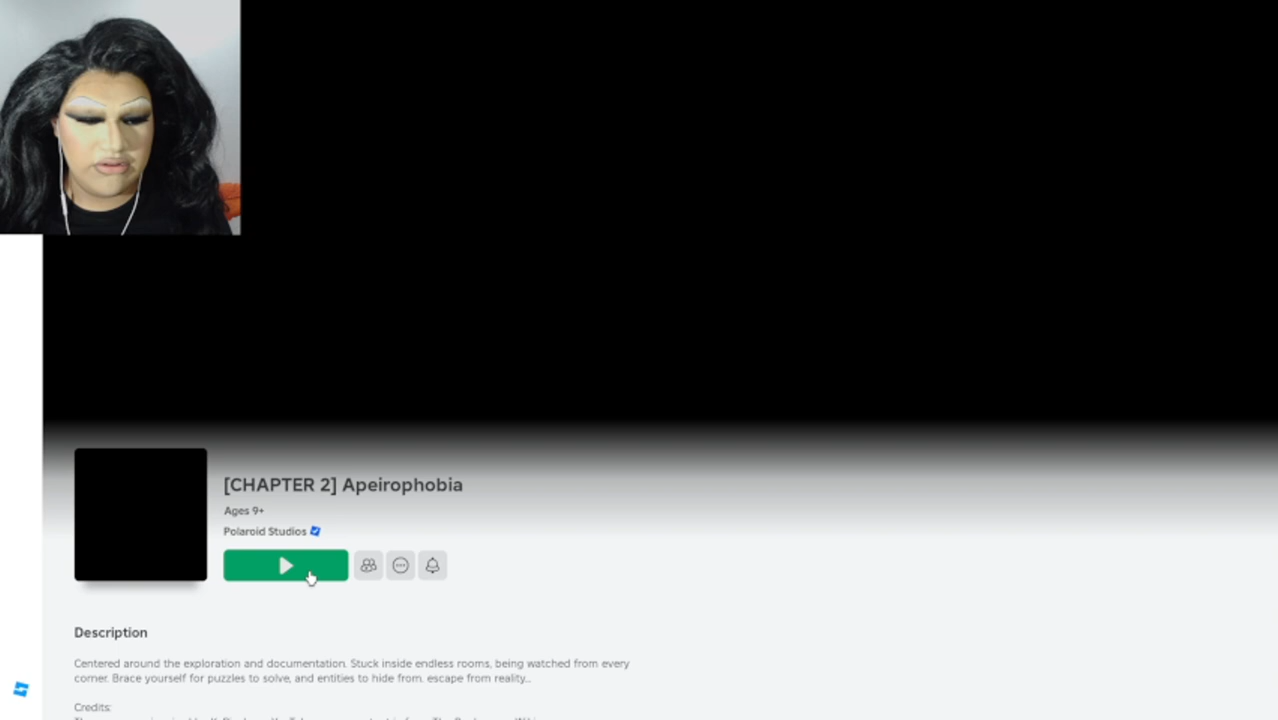 [CHAPTER 2] Apeirophobia
Ages 9+
Polaroid Studios
Description
Centered around the exploration and documentation. Stuck inside endless rooms, being watched from every
corner. Brace yourself for puzzles to solve, and entities to hide from. escape from reality...
Credits: